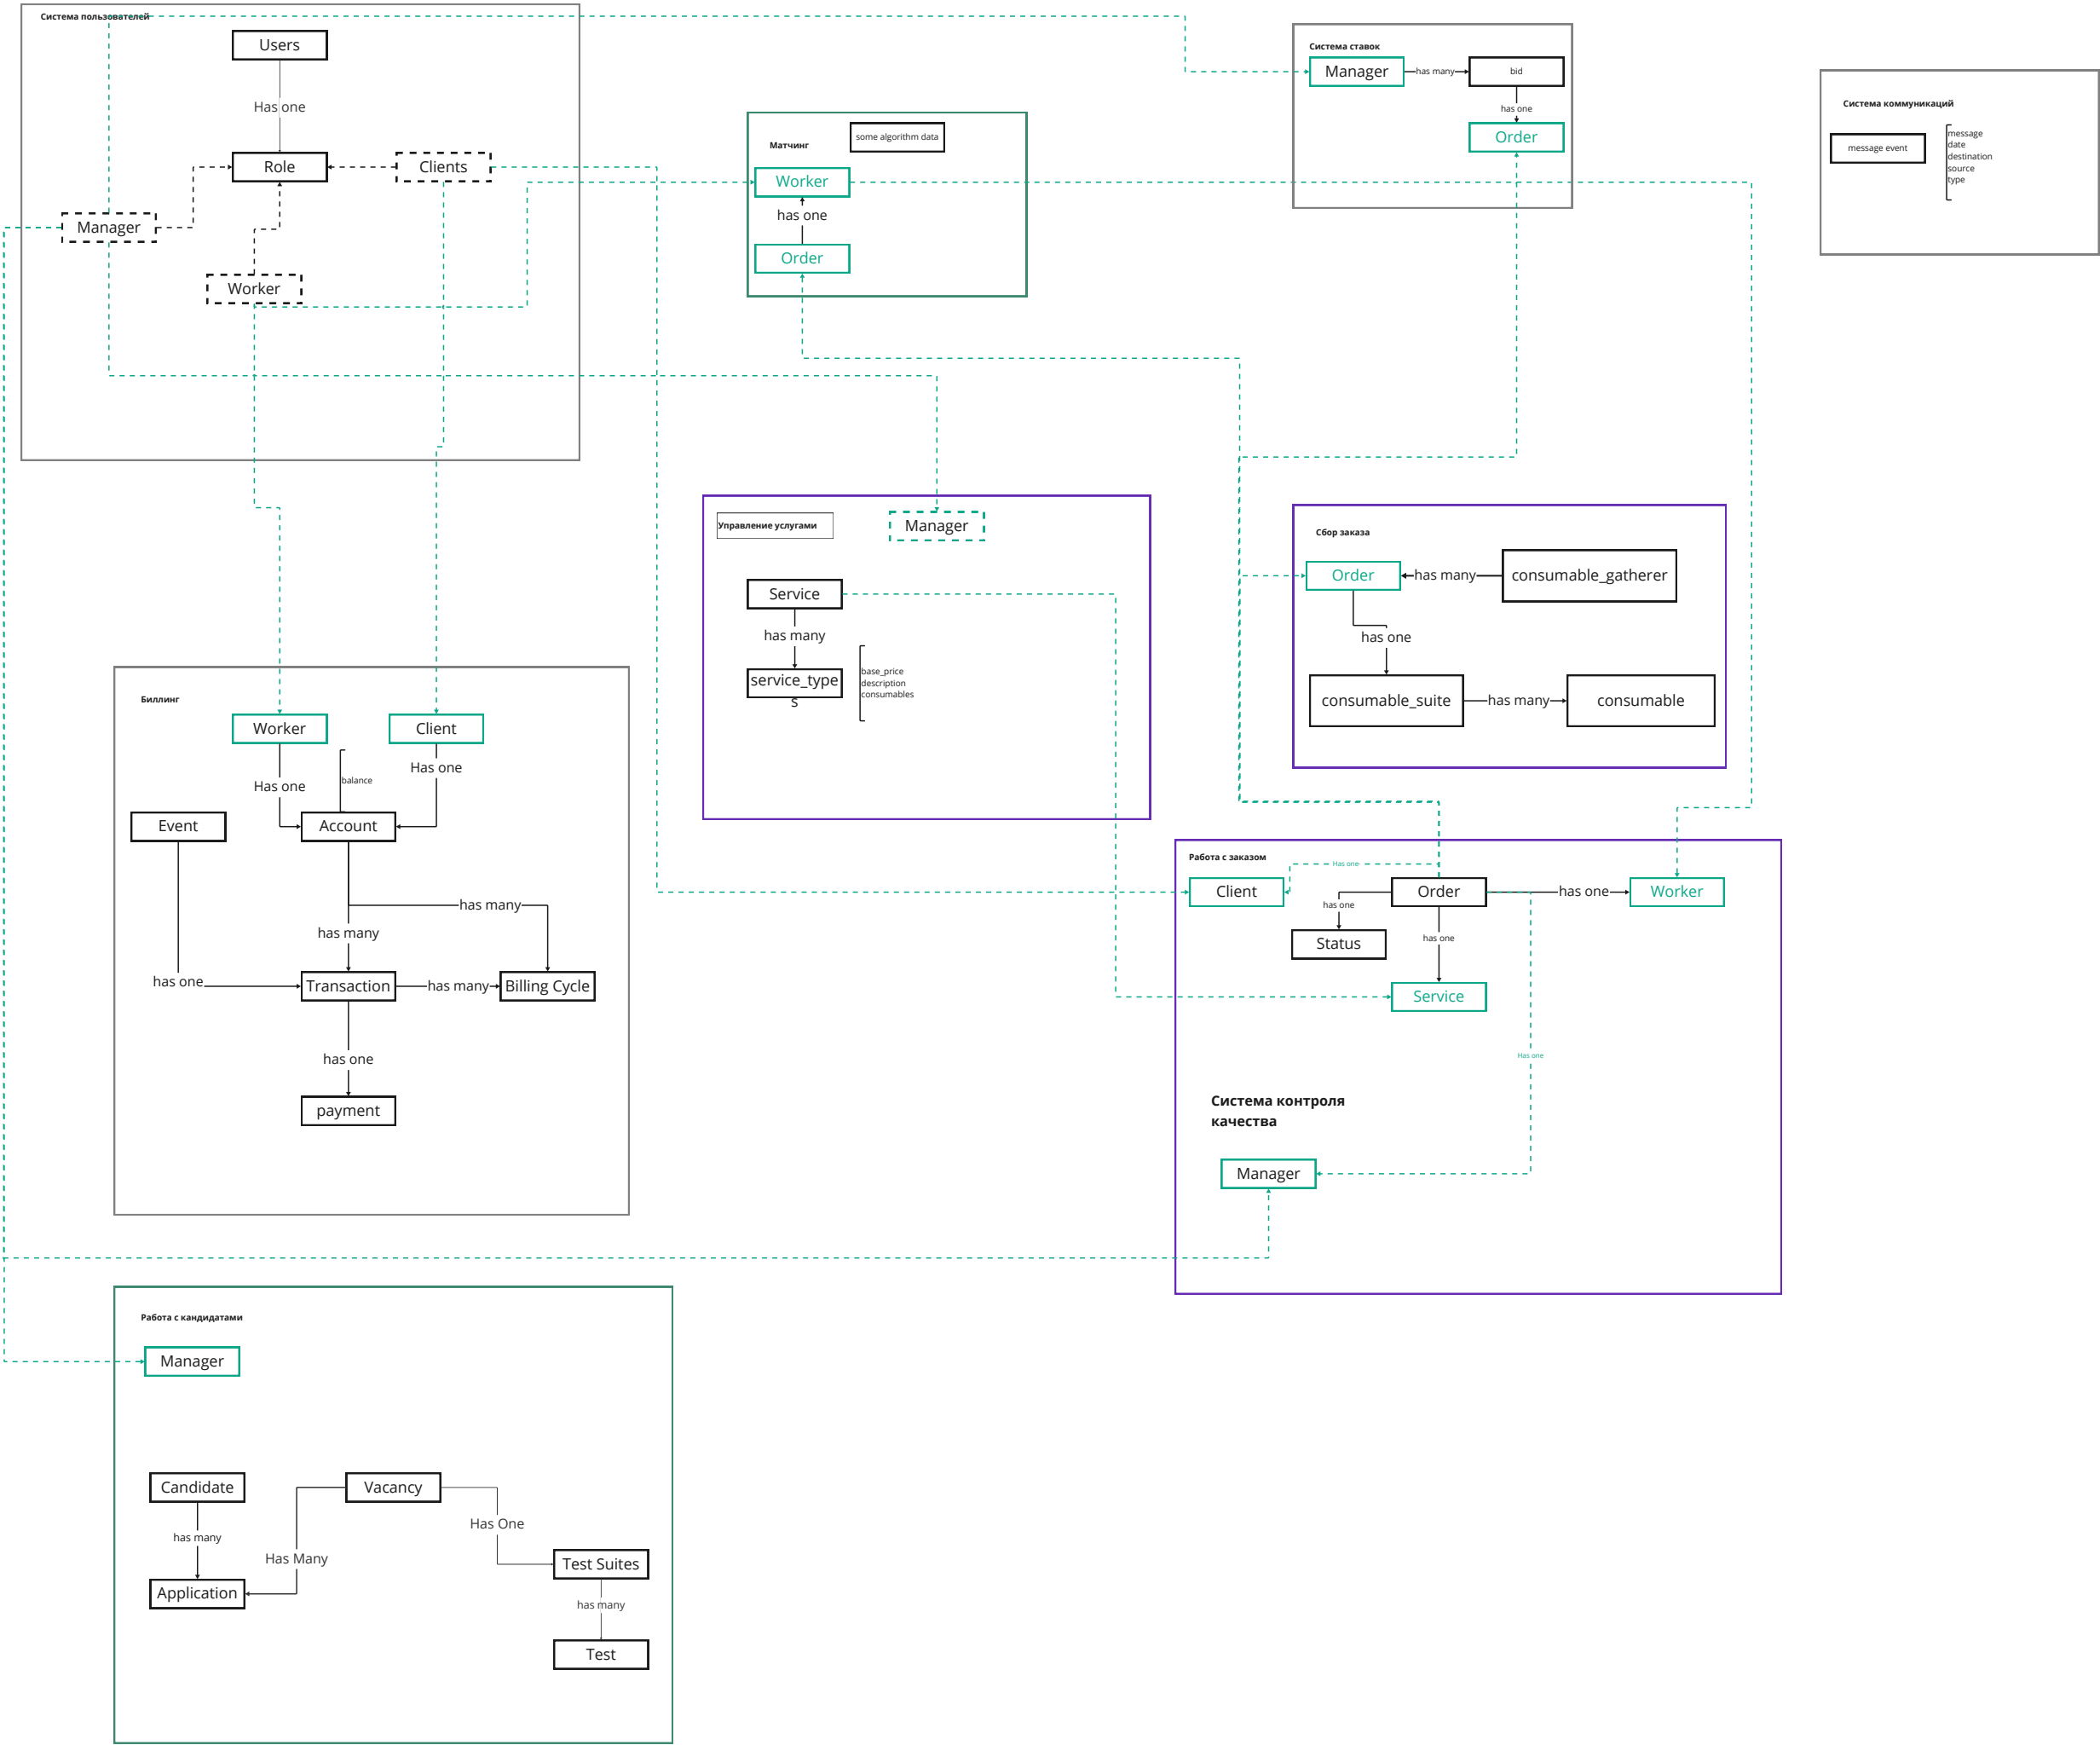 Система пользователей
Users
Has one
Role
Clients
Manager
Worker
Матчинг
some algorithm data
Worker
has one
Order
Система ставок
Manager
has many
bid
has one
Order
Система коммуникаций
message event
message
date
destination
source
type
Управление услугами
Manager
Service
has many
service_type
s
base_price
description
consumables
Сбор заказа
Order
has many
consumable_gatherer
has one
consumable_suite
has many
consumable
Биллинг
Worker
Client
Has one
balance
Has one
Event
Account
has many
has many
has one
Transaction
has many
Billing Cycle
has one
payment
Работа с заказом
Has one
Client
Order
has one
Worker
has one
Status
has one
Service
Has one
Система контроля
качества
Manager
Работа с кандидатами
Manager
Candidate
Vacancy
has many
Has One
Has Many
Application
Test Suites
has many
Test